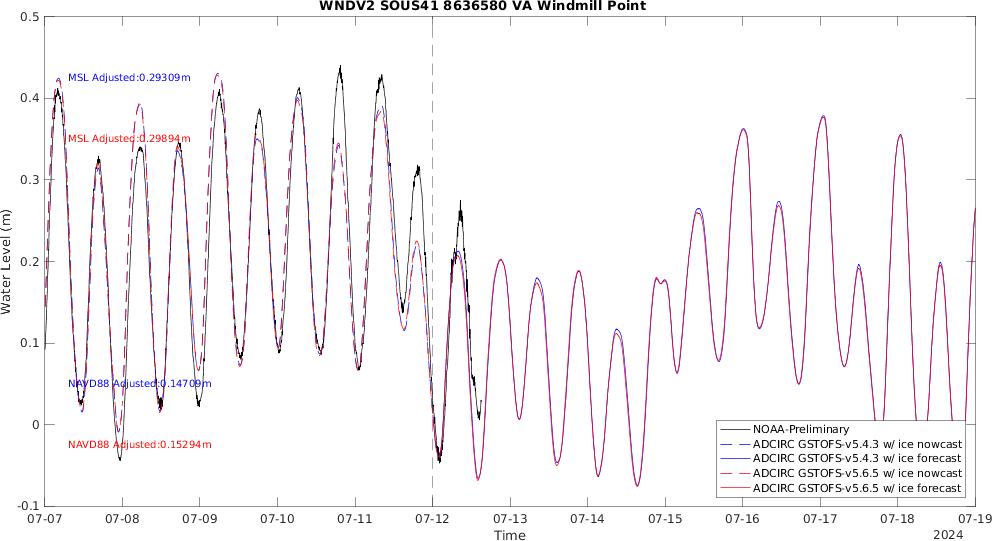 WNDV2 SOUS41 8636580 VA Windmill Point
0.5
0.4
0.3
0.2
0.1
0
-0.1
Water Level (m)
MSL Adjusted:0.29309m
MSL Adjusted:0.29894m
NAVD88 Adjusted:0.14709m
NAVD88 Adjusted:0.15294m
NOAA-Preliminary
ADCIRC GSTOFS-v5.4.3 w/ ice nowcast
ADCIRC GSTOFS-v5.4.3 w/ ice forecast
ADCIRC GSTOFS-v5.6.5 w/ ice nowcast
ADCIRC GSTOFS-v5.6.5 w/ ice forecast
07-07 07-08 07-09 07-10 07-11 07-12 07-13 07-14 07-15 07-16 07-17 07-18 07-19
Time
2024